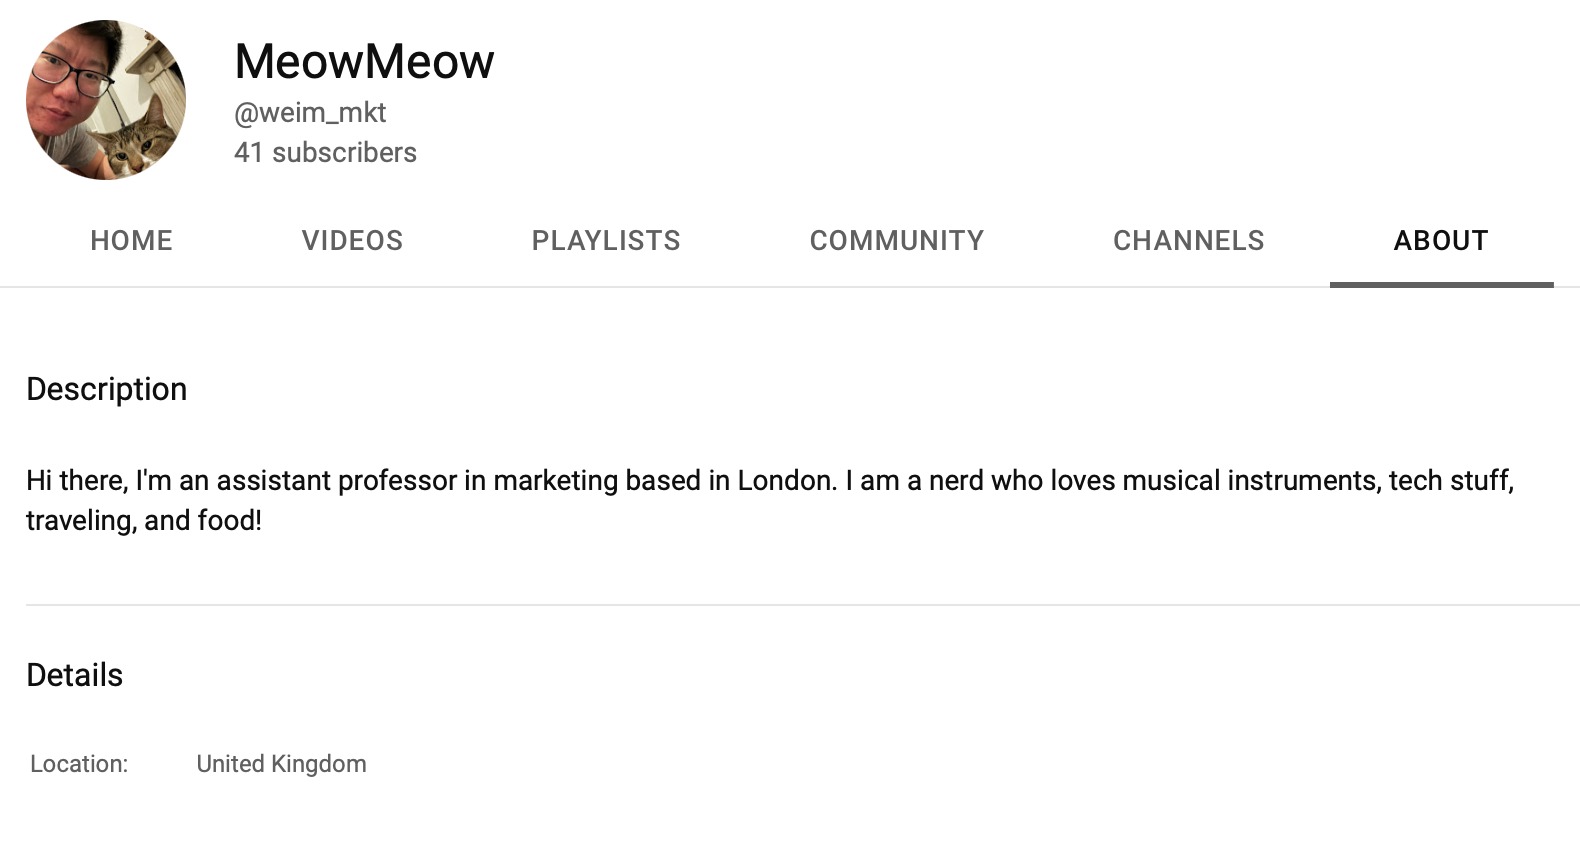 MeowMeow
@weim_mkt
41 subscribers
HOME VIDEOS PLAYLISTS COMMUNITY CHANNELS ABOUT
Description
Hi there, I'm an assistant professor in marketing based in London. I am a nerd who loves musical instruments, tech stuff,
traveling, and food!
Details
Location: United Kingdom